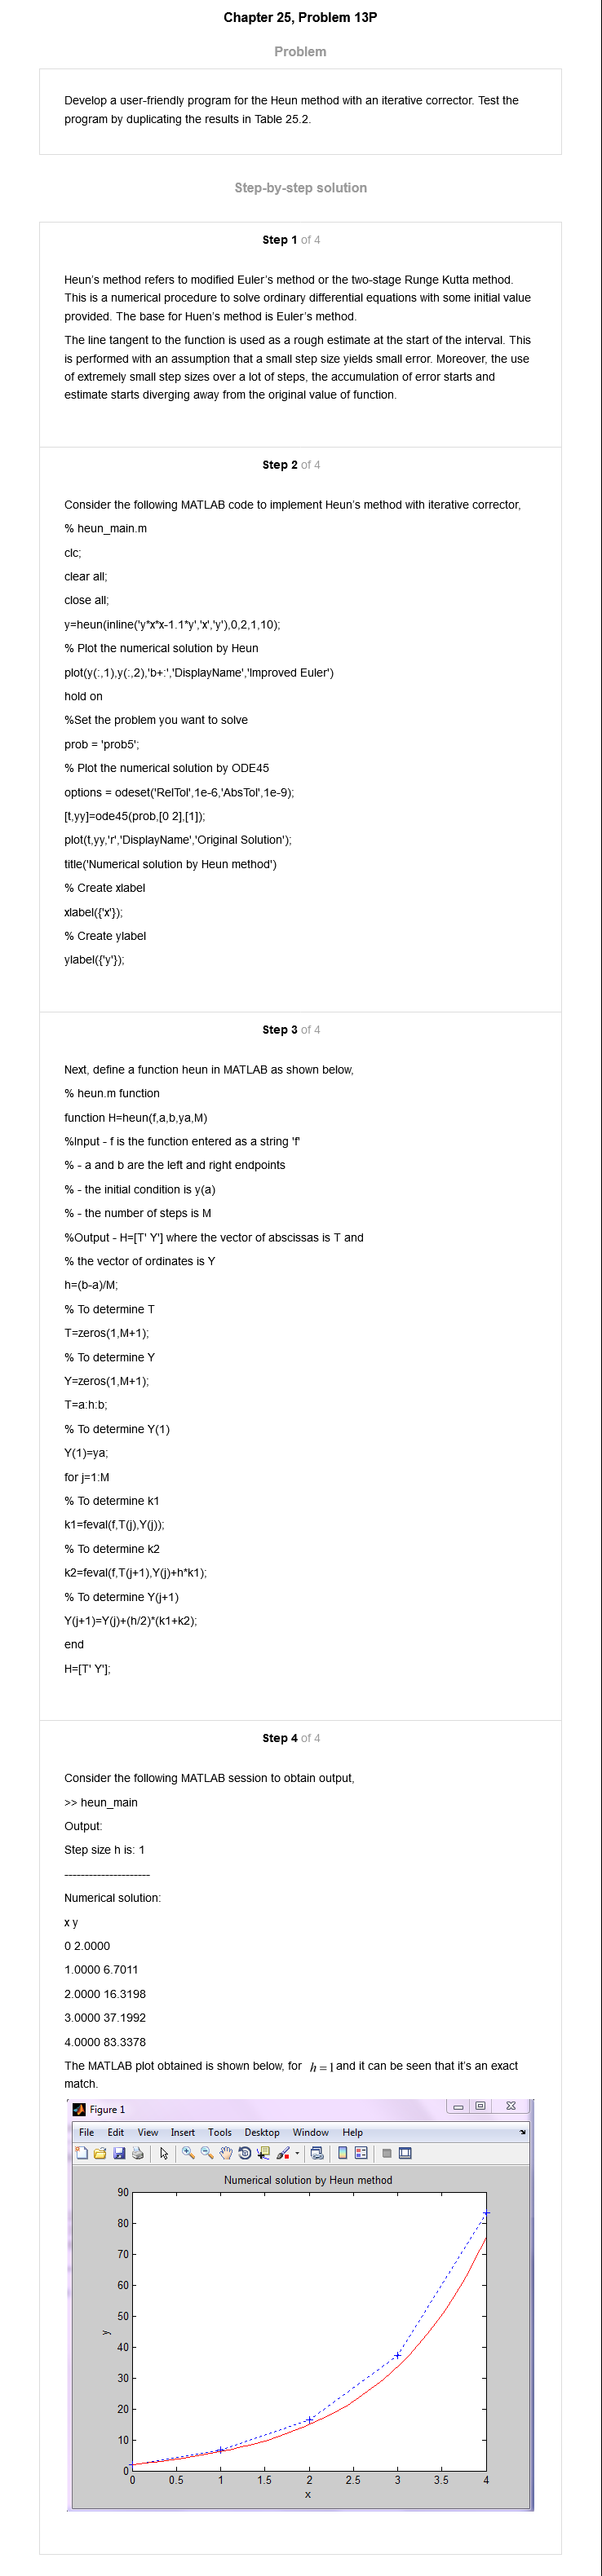 Chapter 25, Problem 13P
Problem
Develop a user-friendly program for the Heun method with an iterative corrector. Test the
program by duplicating the results in Table 25.2.
Step-by-step solution
Step 1 of 4
Heun's method refers to modified Euler's method or the two-stage Runge Kutta method.
This is a numerical procedure to solve ordinary differential equations with some initial value
provided. The base for Huen's method is Euler's method.
The line tangent to the function is used as a rough estimate at the start of the interval. This
is performed with an assumption that a small step size yields small error. Moreover, the use
of extremely small step sizes over a lot of steps, the accumulation of error starts and
estimate starts diverging away from the original value of function.
Step 2 of 4
Consider the following MATLAB code to implement Heun's method with iterative corrector,
% heun_main.m
clc;
clear all;
close all;
y=heun(inline('y*x*x-1.1*y','x','y'),0,2,1,10);
% Plot the numerical solution by Heun
plot(y(:,1),y(:,2),'b+:','DisplayName','Improved Euler')
hold on
%Set the problem you want to solve
prob = 'prob5';
% Plot the numerical solution by ODE45
options = odeset('RelTol',1e-6,'AbsTol',1e-9);
[t,yy]=ode45(prob,[0 2],[1]);
plot(t,yy,'r','DisplayName','Original Solution');
title('Numerical solution by Heun method')
% Create xlabel
xlabel({'x'});
% Create ylabel
ylabel({'y'});
Step 3 of 4
Next, define a function heun in MATLAB as shown below,
% heun.m function
function H=heun(f,a,b,ya,M)
%Input - f is the function entered as a string 'f'
% - a and b are the left and right endpoints
% - the initial condition is y(a)
% - the number of steps is M
%Output - H=[T' Y'] where the vector of abscissas is T and
% the vector of ordinates is Y
h=(b-a)/M;
% To determine T
T=zeros(1,M+1);
% To determine Y
Y=zeros(1,M+1);
T=a:h:b;
% To determine Y(1)
Y(1)=ya;
for j=1:M
% To determine k1
k1=feval(f,T(j),Y(j));
% To determine k2
k2=feval(f,T(j+1),Y(j)+h*k1);
% To determine Y(j+1)
Y(j+1)=Y(j)+(h/2)*(k1+k2);
end
H=[T' Y'];
Step 4 of 4
Consider the following MATLAB session to obtain output,
>> heun_main
Output:
Step size h is: 1
---------------------
Numerical solution:
x y
0 2.0000
1.0000 6.7011
2.0000 16.3198
3.0000 37.1992
4.0000 83.3378
The MATLAB plot obtained is shown below, for h = 1 and it can be seen that it's an exact
match.
Figure 1
File Edit View Insert Tools Desktop Window Help
Numerical solution by Heun method
90
80
70
60
50
y
40
30
20
10
0
0 0.5 1 1.5 2 2.5 3 3.5 4
x